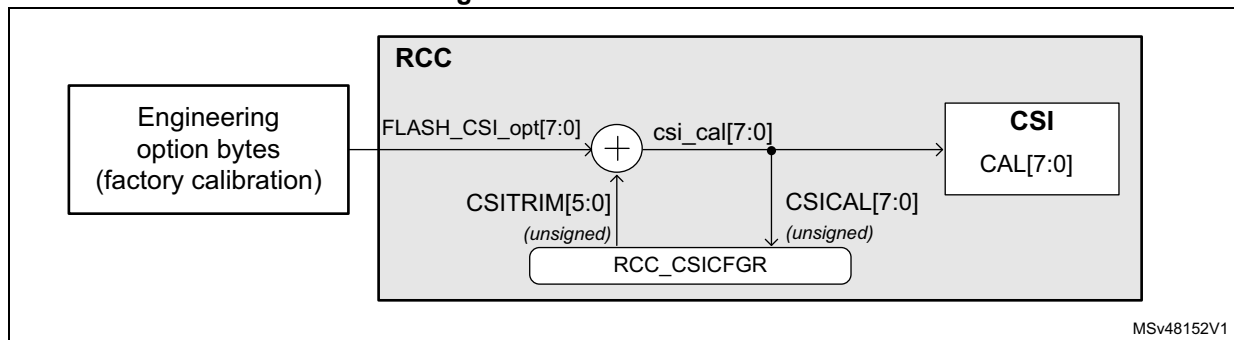 RCC
Engineering
option bytes
(factory calibration)
FLASH_CSI_opt[7:0]
+
csi_cal[7:0]
CSI
CAL[7:0]
CSITRIM[5:0]
(unsigned)
CSICAL[7:0]
(unsigned)
RCC_CSICFGR
MSv48152V1